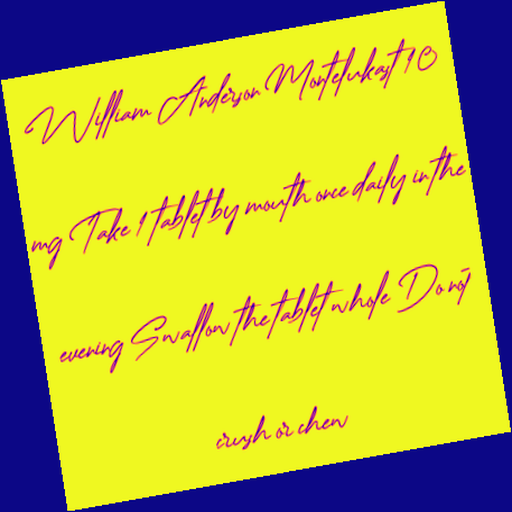 William Anderson Montelukast 10
mg Take 1 tablet by mouth once daily in the
evening Swallow the tablet whole Do not
crush or chew